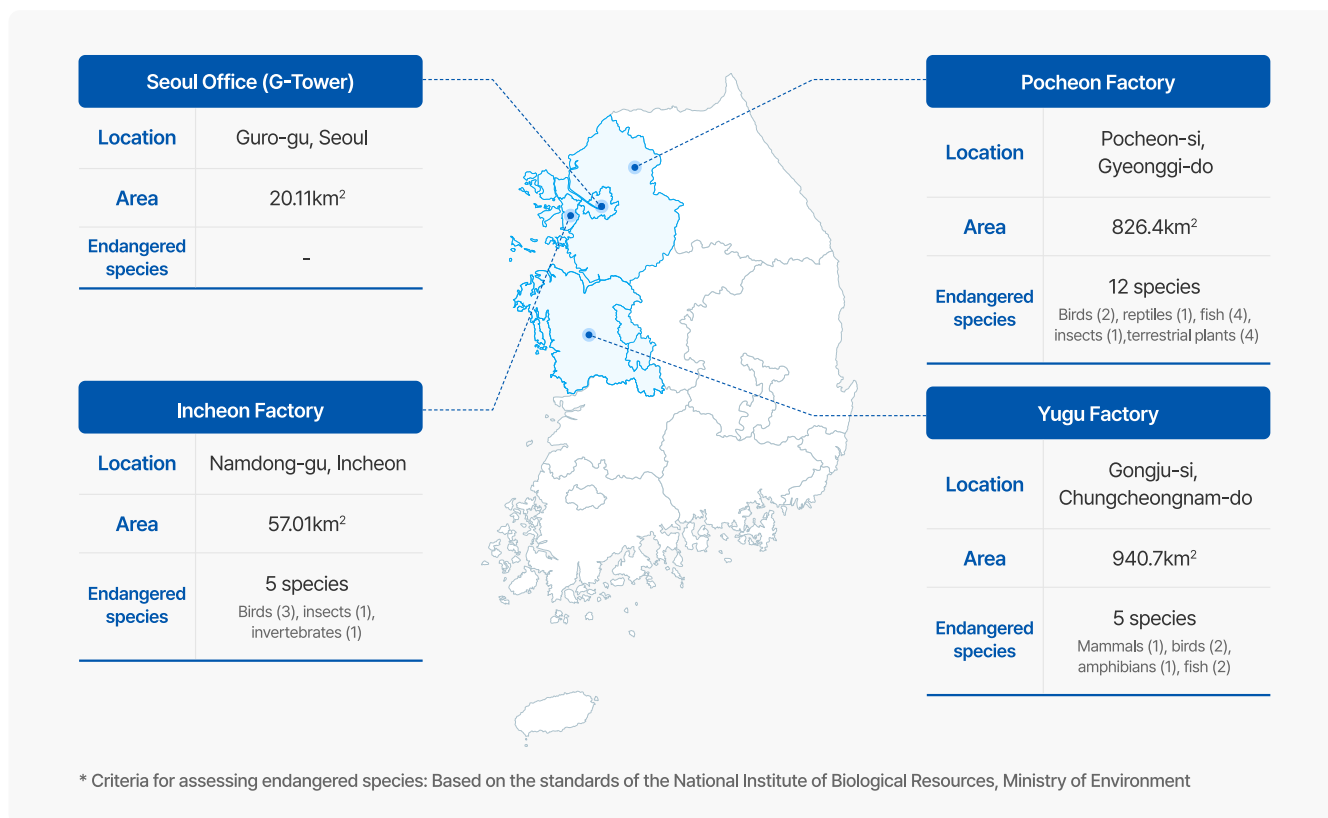 Seoul Office (G-Tower)
Location
Guro-gu, Seoul
Area
20.11km²
Endangered
species
-
Incheon Factory
Location
Namdong-gu, Incheon
Area
57.01km²
Endangered
species
5 species
Birds (3), insects (1),
invertebrates (1)
Pocheon Factory
Location
Pocheon-si,
Gyeonggi-do
Area
826.4km²
Endangered
species
12 species
Birds (2), reptiles (1), fish (4),
insects (1),terrestrial plants (4)
Yugu Factory
Location
Gongju-si,
Chungcheongnam-do
Area
940.7km²
Endangered
species
5 species
Mammals (1), birds (2),
amphibians (1), fish (2)
* Criteria for assessing endangered species: Based on the standards of the National Institute of Biological Resources, Ministry of Environment